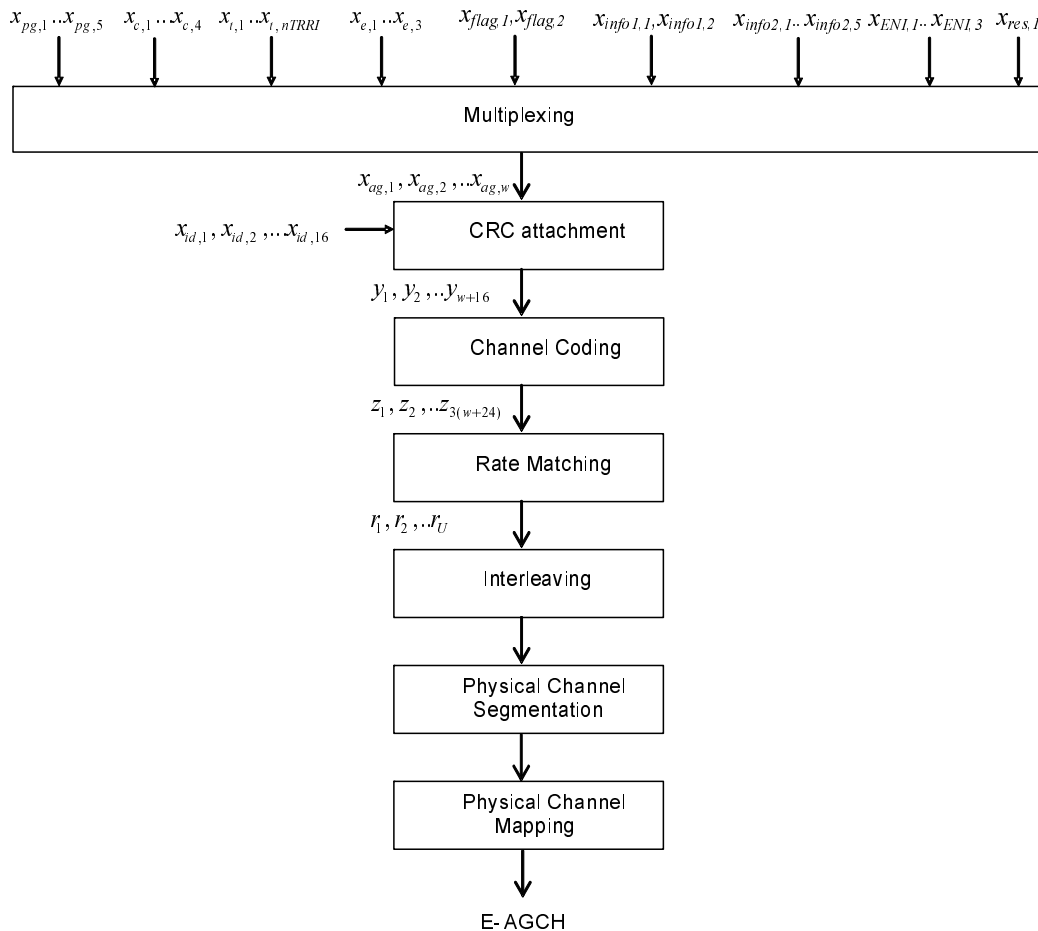 x_{pg,1}..x_{pg,5} x_{c,1}..x_{c,4} x_{t,1}..x_{t,nTRRI} x_{e,1}..x_{e,3} x_{flag,1},x_{flag,2} x_{info1,1},x_{info1,2} x_{info2,1}..x_{info2,5} x_{ENI,1}..x_{ENI,3} x_{res,1}
Multiplexing
x_{ag,1}, x_{ag,2},..x_{ag,w}
CRC attachment
x_{id,1}, x_{id,2},...x_{id,16}
y_1, y_2,..y_{w+16}
Channel Coding
z_1, z_2,..z_{3(w+24)}
Rate Matching
r_1, r_2,..r_U
Interleaving
Physical Channel
Segmentation
Physical Channel
Mapping
E- AGCH